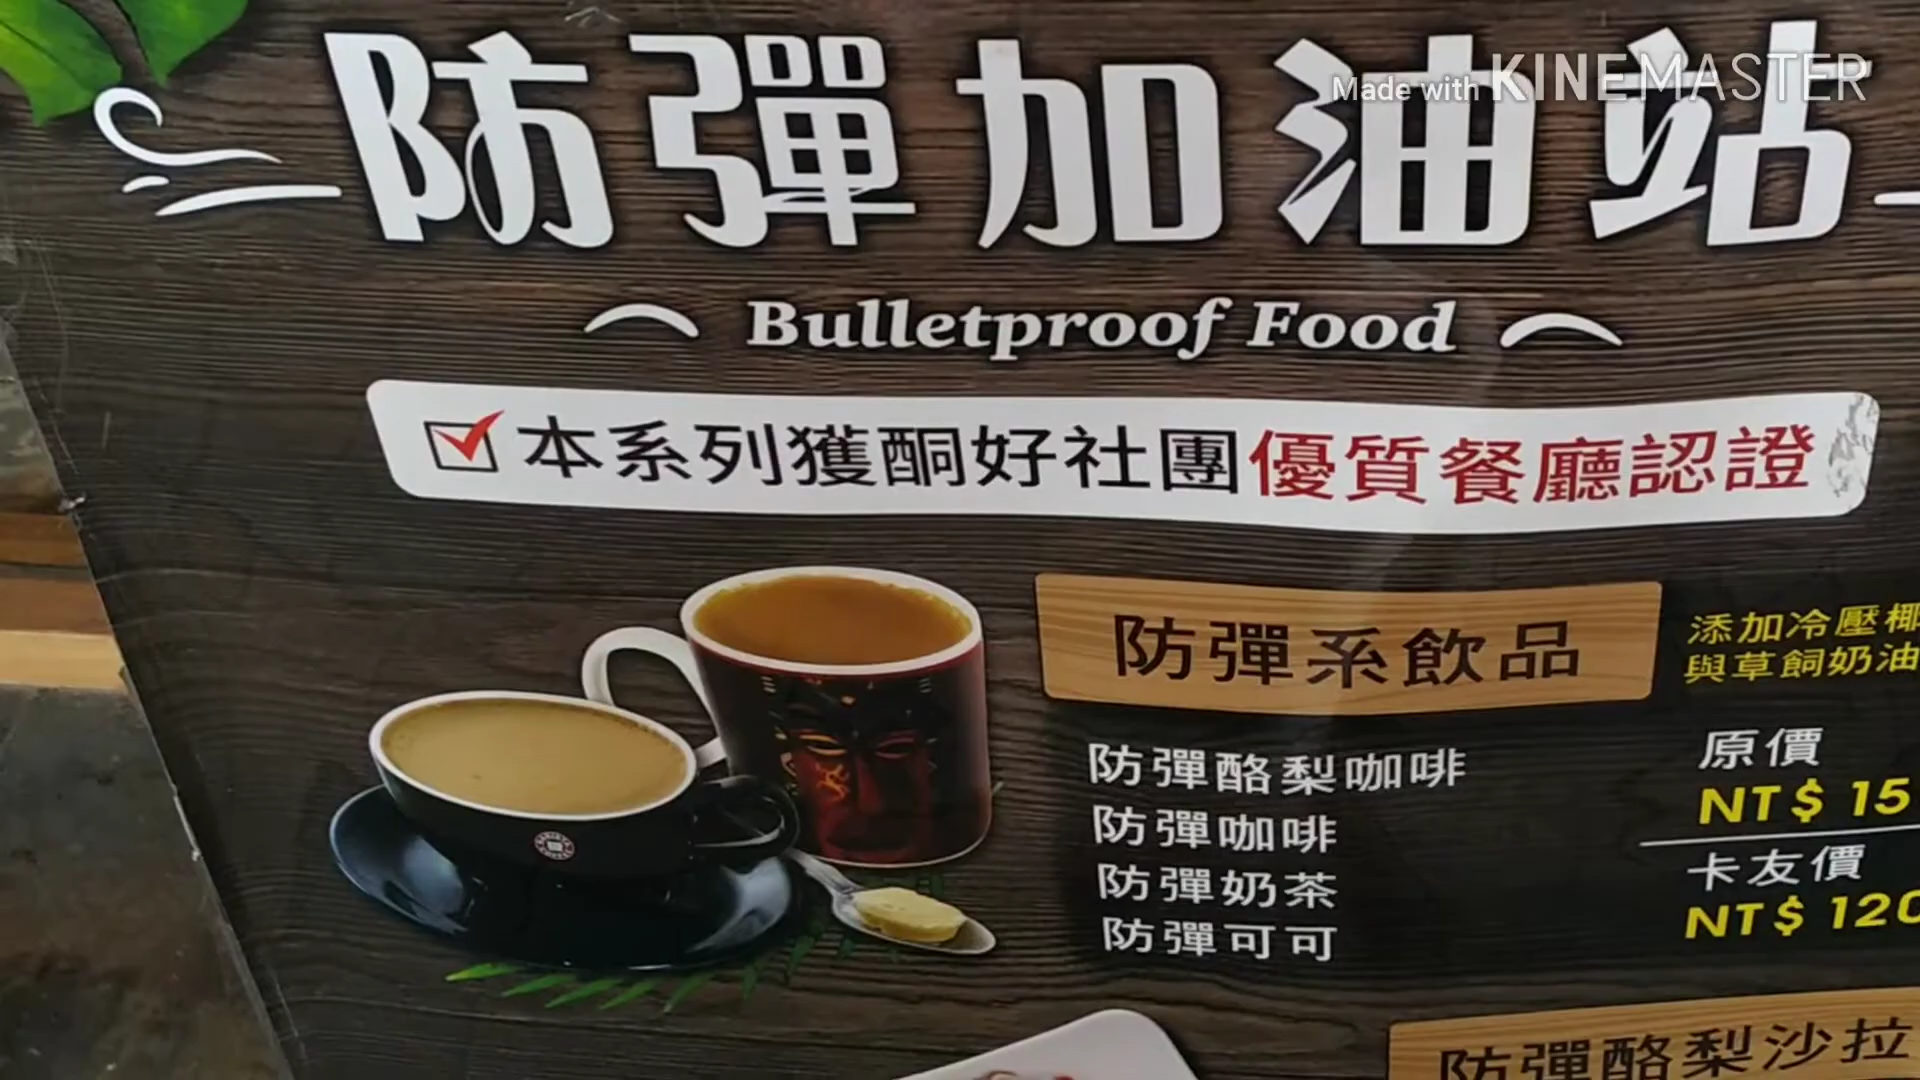 Made with KINEMASTER
防彈加油站
Bulletproof Food
本系列獲酮好社團優質餐廳認證
防彈系飲品
添加冷壓椰
與草飼奶油
防彈酪梨咖啡
防彈咖啡
防彈奶茶
防彈可可
原價
NT$ 15
卡友價
NT$ 120
防彈酪梨沙拉